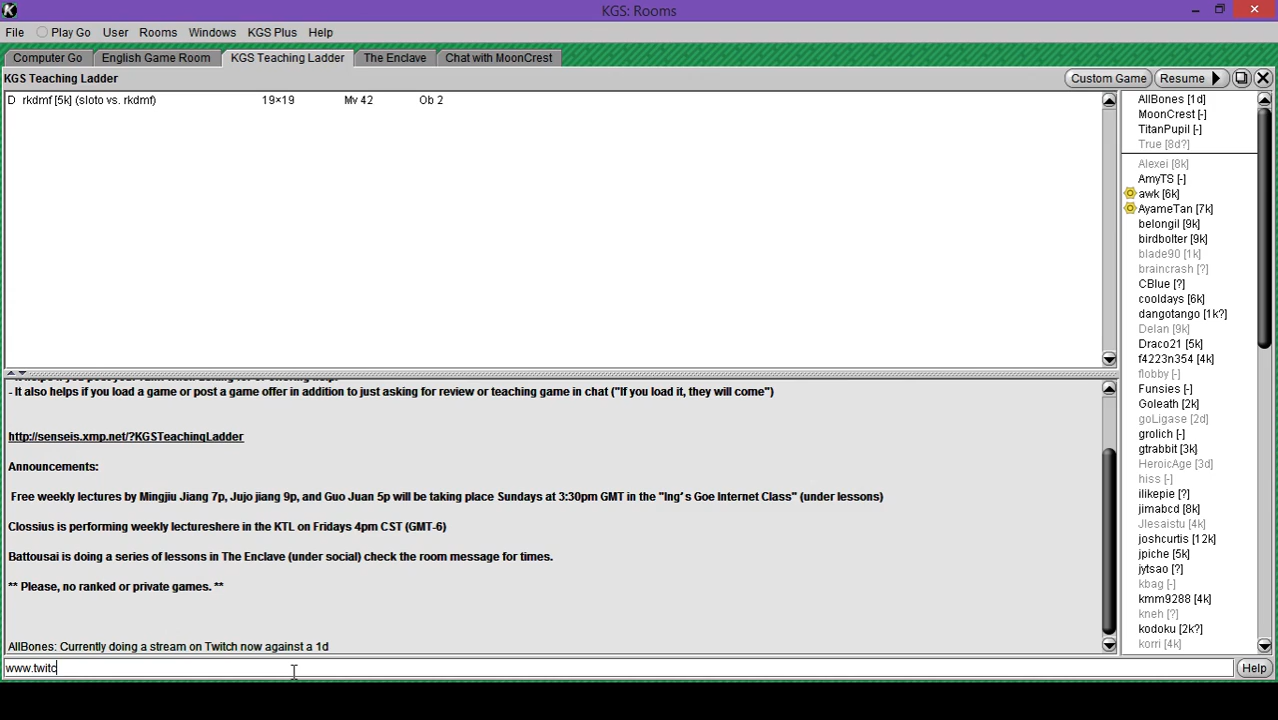 KGS: Rooms
File Play Go User Rooms Windows KGS Plus Help
Computer Go English Game Room KGS Teaching Ladder The Enclave Chat with MoonCrest
KGS Teaching Ladder Custom Game Resume
D rkdmf [5k] (sloto vs. rkdmf) 19×19 Mv 42 Ob 2
- It also helps if you load a game or post a game offer in addition to just asking for review or teaching game in chat ("If you load it, they will come")
http://senseis.xmp.net/?KGSTeachingLadder
Announcements:
Free weekly lectures by Mingjiu Jiang 7p, Jujo jiang 9p, and Guo Juan 5p will be taking place Sundays at 3:30pm GMT in the "Ing's Goe Internet Class" (under lessons)
Clossius is performing weekly lectureshere in the KTL on Fridays 4pm CST (GMT-6)
Battousai is doing a series of lessons in The Enclave (under social) check the room message for times.
** Please, no ranked or private games. **
AllBones: Currently doing a stream on Twitch now against a 1d
www.twitc
Help
AllBones [1d]
MoonCrest [-]
TitanPupil [-]
True [8d?]
Alexei [8k]
AmyTS [-]
awk [6k]
AyameTan [7k]
belongil [9k]
birdbolter [9k]
blade90 [1k]
braincrash [?]
CBlue [?]
cooldays [6k]
dangotango [1k?]
Delan [9k]
Draco21 [5k]
f4223n354 [4k]
flobby [-]
Funsies [-]
Goleath [2k]
goLigase [2d]
grolich [-]
gtrabbit [3k]
HeroicAge [3d]
hiss [-]
ilikepie [?]
jimabcd [8k]
Jlesaistu [4k]
joshcurtis [12k]
jpiche [5k]
jytsao [?]
kbag [-]
kmm9288 [4k]
kneh [?]
kodoku [2k?]
korri [4k]